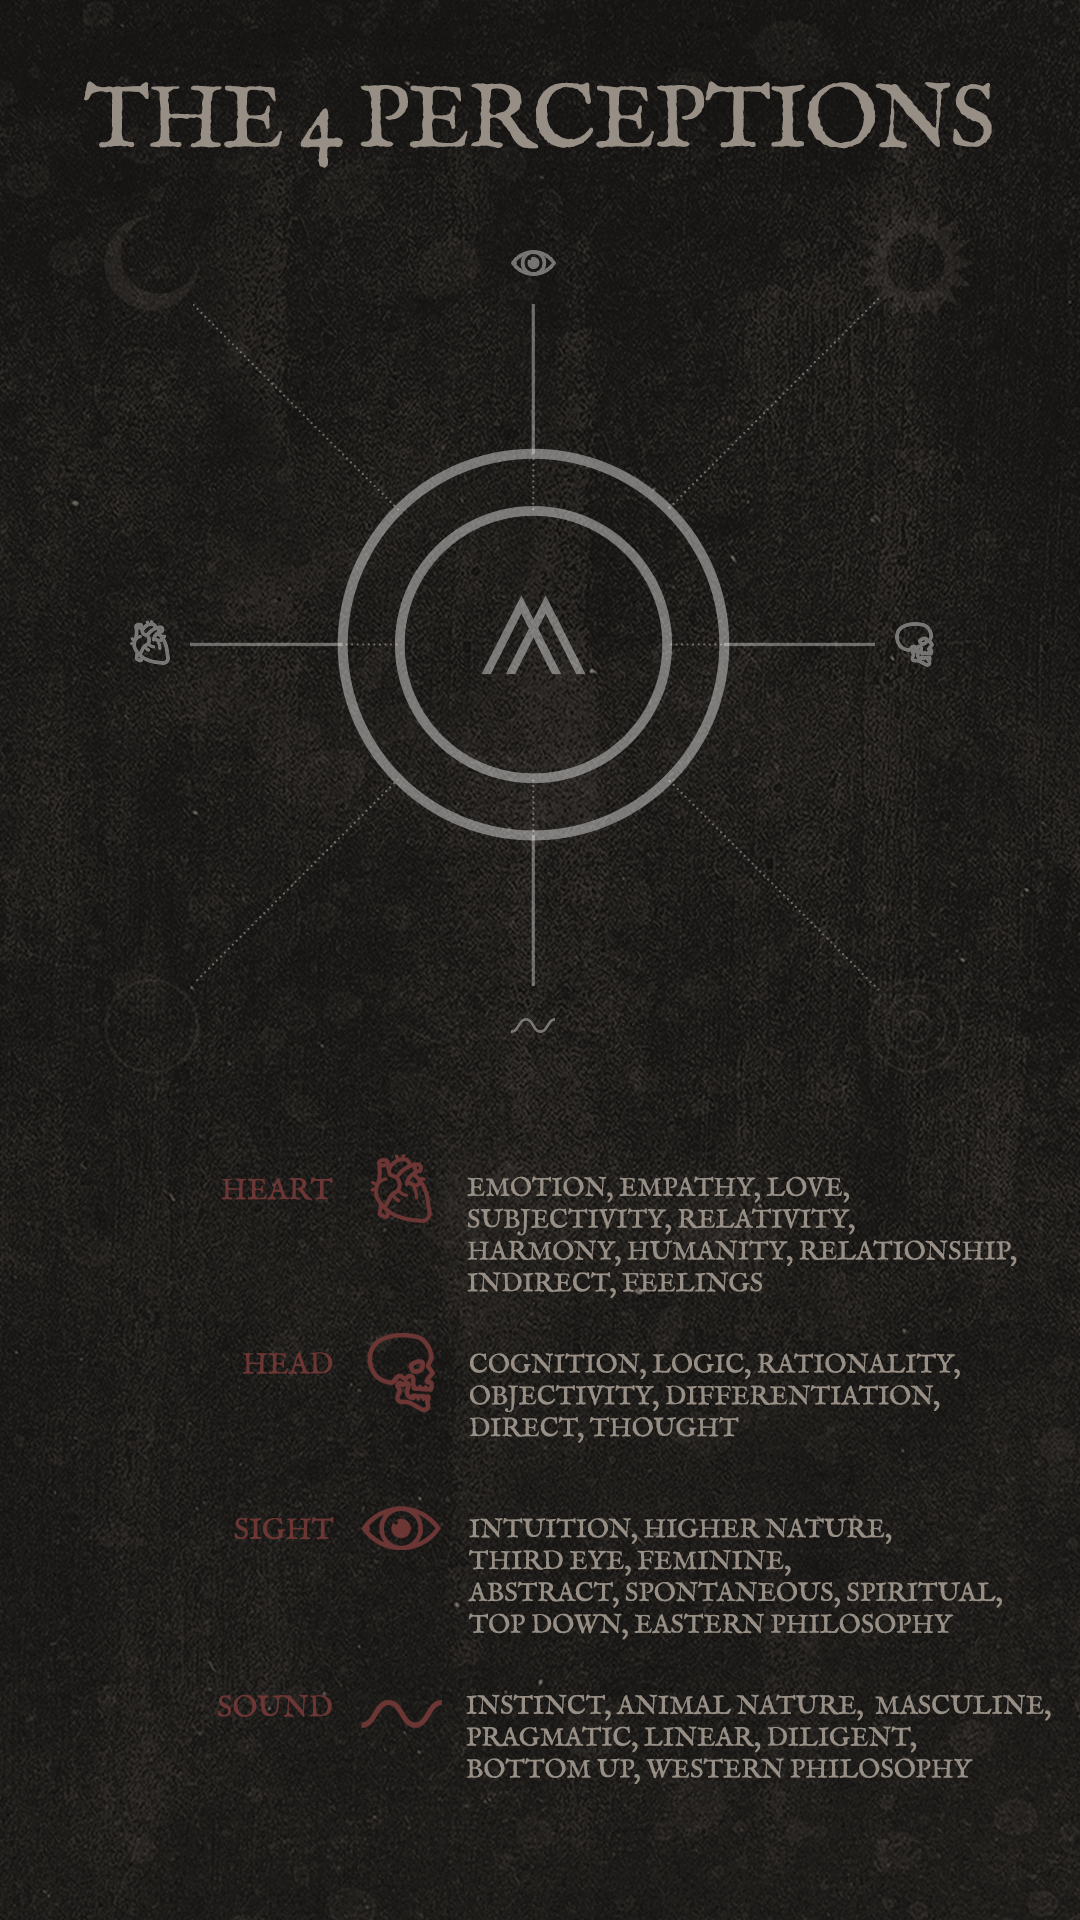 THE 4 PERCEPTIONS
HEART
EMOTION, EMPATHY, LOVE,
SUBJECTIVITY, RELATIVITY,
HARMONY, HUMANITY, RELATIONSHIP,
INDIRECT, FEELINGS
HEAD
COGNITION, LOGIC, RATIONALITY,
OBJECTIVITY, DIFFERENTIATION,
DIRECT, THOUGHT
SIGHT
INTUITION, HIGHER NATURE,
THIRD EYE, FEMININE,
ABSTRACT, SPONTANEOUS, SPIRITUAL,
TOP DOWN, EASTERN PHILOSOPHY
SOUND
INSTINCT, ANIMAL NATURE, MASCULINE,
PRAGMATIC, LINEAR, DILIGENT,
BOTTOM UP, WESTERN PHILOSOPHY